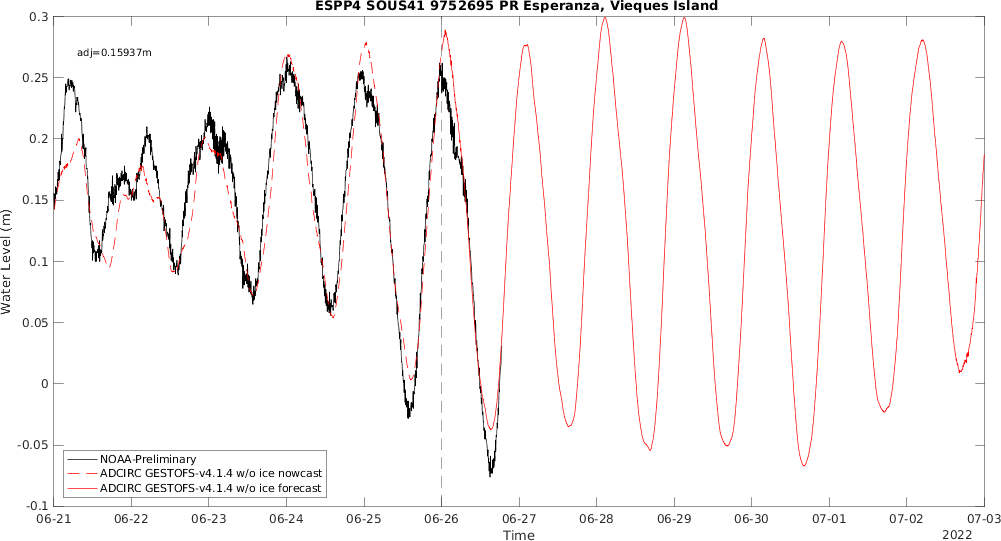 ESPP4 SOUS41 9752695 PR Esperanza, Vieques Island
adj=0.15937m
0.3
0.25
0.2
0.15
0.1
0.05
0
-0.05
-0.1
Water Level (m)
NOAA-Preliminary
ADCIRC GESTOFS-v4.1.4 w/o ice nowcast
ADCIRC GESTOFS-v4.1.4 w/o ice forecast
06-21 06-22 06-23 06-24 06-25 06-26 06-27 06-28 06-29 06-30 07-01 07-02 07-03
Time
2022